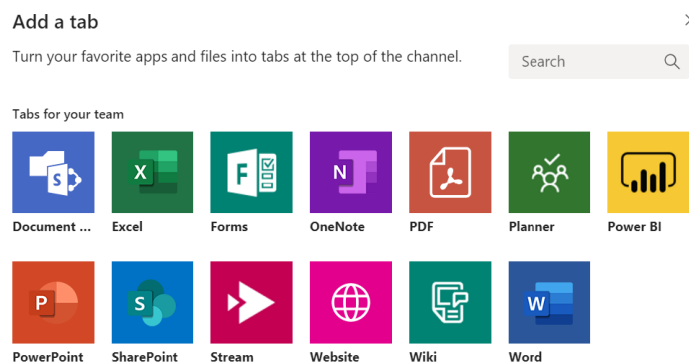 Add a tab
Turn your favorite apps and files into tabs at the top of the channel.
Search
Tabs for your team
S X F N
Document ... Excel Forms OneNote PDF Planner Power BI
P S W
PowerPoint SharePoint Stream Website Wiki Word